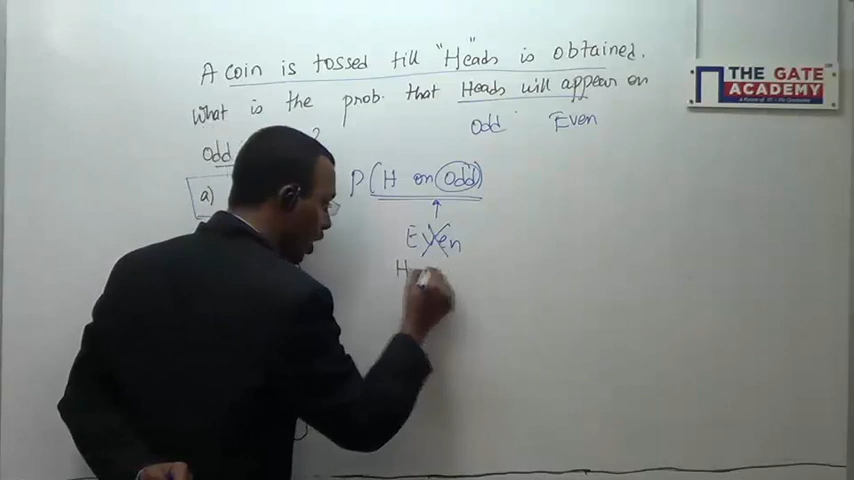 A coin is tossed till "Heads" is obtained.
What is the prob. that Heads will appear on
odd ?
odd Even
a)
P(H on Odd)
Even
H
THE GATE
ACADEMY